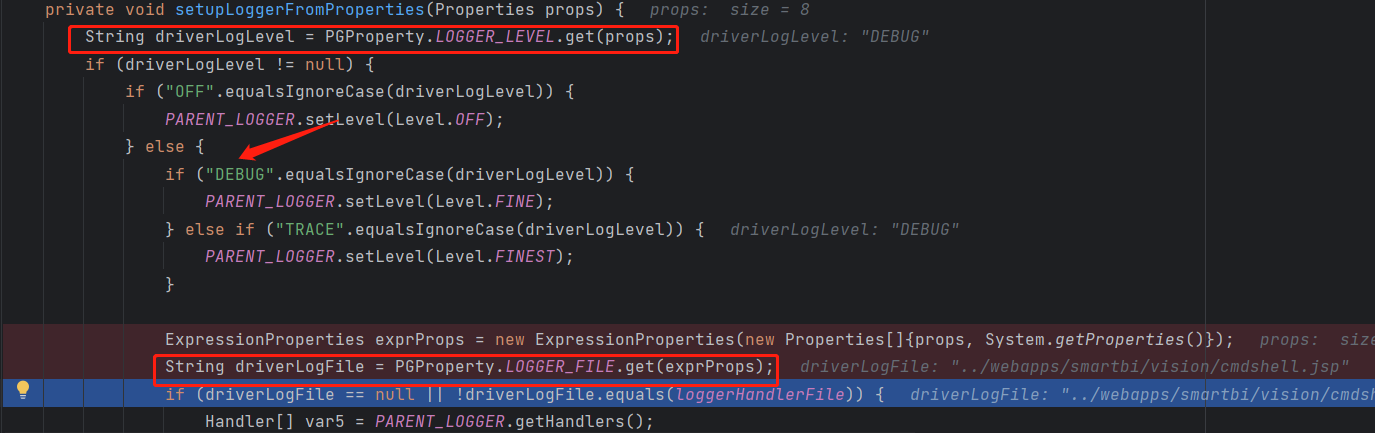 private void setupLoggerFromProperties(Properties props) {   props:  size = 8
String driverLogLevel = PGProperty.LOGGER_LEVEL.get(props);   driverLogLevel: "DEBUG"
if (driverLogLevel != null) {
if ("OFF".equalsIgnoreCase(driverLogLevel)) {
PARENT_LOGGER.setLevel(Level.OFF);
} else {
if ("DEBUG".equalsIgnoreCase(driverLogLevel)) {
PARENT_LOGGER.setLevel(Level.FINE);
} else if ("TRACE".equalsIgnoreCase(driverLogLevel)) {   driverLogLevel: "DEBUG"
PARENT_LOGGER.setLevel(Level.FINEST);
}
ExpressionProperties exprProps = new ExpressionProperties(new Properties[]{props, System.getProperties()});   props:  size
String driverLogFile = PGProperty.LOGGER_FILE.get(exprProps);   driverLogFile: "../webapps/smartbi/vision/cmdshell.jsp"
if (driverLogFile == null || !driverLogFile.equals(loggerHandlerFile)) {   driverLogFile: "../webapps/smartbi/vision/cmdsh
Handler[] var5 = PARENT_LOGGER.getHandlers();